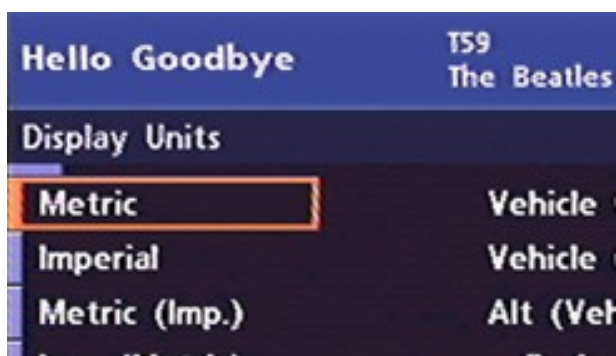 Hello Goodbye
T59
The Beatles
Display Units
Metric
Vehicle
Imperial
Vehicle
Metric (Imp.)
Alt (Veh